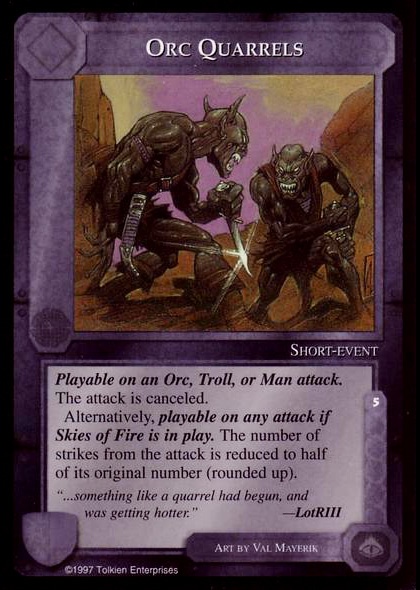 Orc Quarrels
Short-event
Playable on an Orc, Troll, or Man attack.
The attack is canceled.
Alternatively, playable on any attack if
Skies of Fire is in play. The number of
strikes from the attack is reduced to half
of its original number (rounded up).
5
“...something like a quarrel had begun, and
was getting hotter.” —LotRIII
Art by Val Mayerik
©1997 Tolkien Enterprises